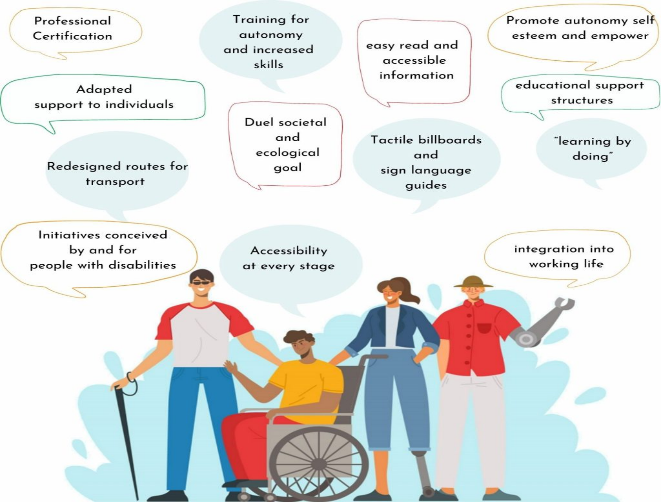 Professional
Certification
Training for
autonomy
and increased
skills
easy read and
accessible
information
Promote autonomy self
esteem and empower
Adapted
support to individuals
educational support
structures
Duel societal
and
ecological
goal
Tactile billboards
and
sign language
guides
"learning by
doing"
Redesigned routes for
transport
Initiatives conceived
by and for
people with disabilities
Accessibility
at every stage
integration into
working life